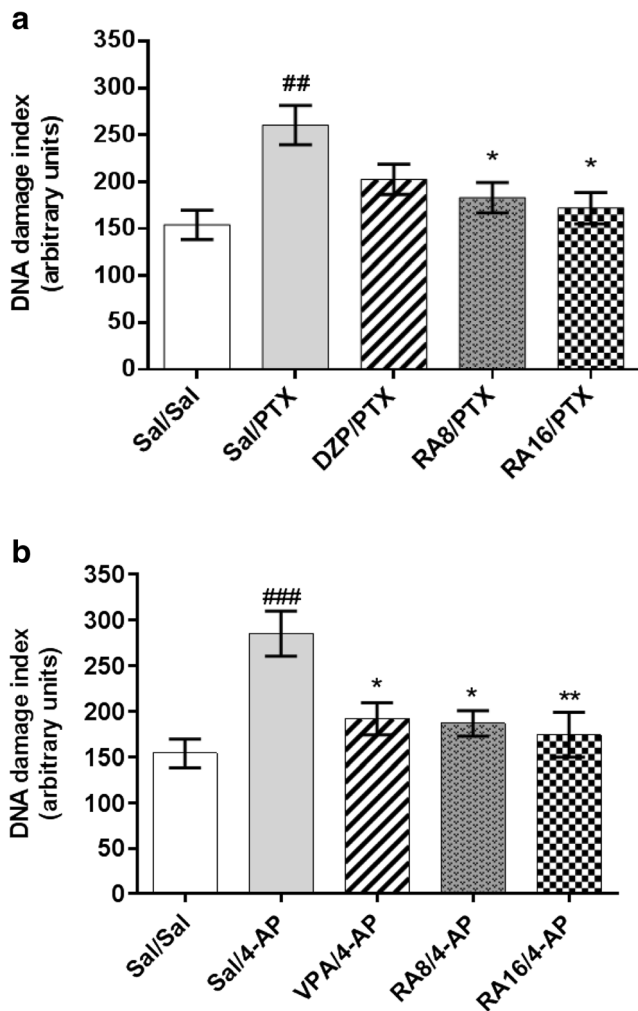 a
DNA damage index
(arbitrary units)
350
300
250
200
150
100
50
0
##
*
*
Sal/Sal
Sal/PTX
DZP/PTX
RA8/PTX
RA16/PTX
b
DNA damage index
(arbitrary units)
350
300
250
200
150
100
50
0
###
*
*
**
Sal/Sal
Sal/4-AP
VPA/4-AP
RA8/4-AP
RA16/4-AP